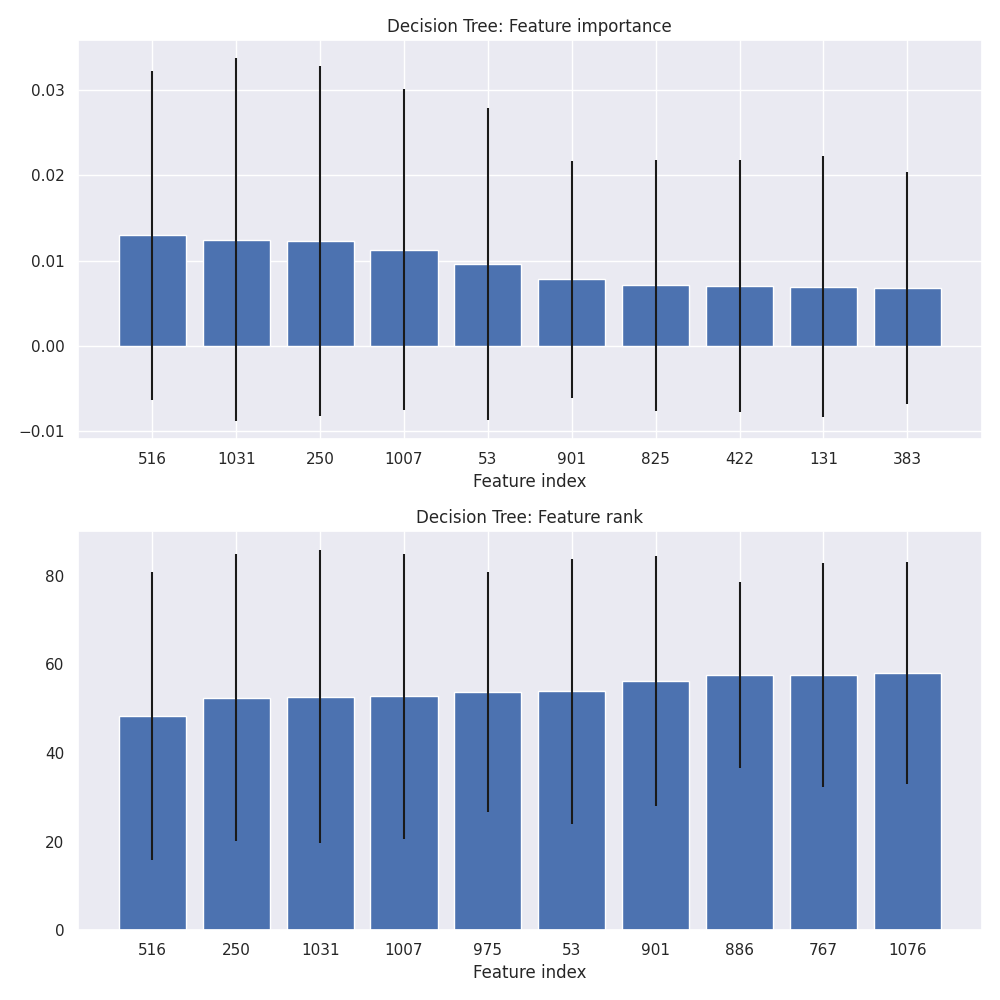 Decision Tree: Feature importance
0.03
0.02
0.01
0.00
−0.01
516 1031 250 1007 53 901 825 422 131 383
Feature index
Decision Tree: Feature rank
80
60
40
20
0
516 250 1031 1007 975 53 901 886 767 1076
Feature index